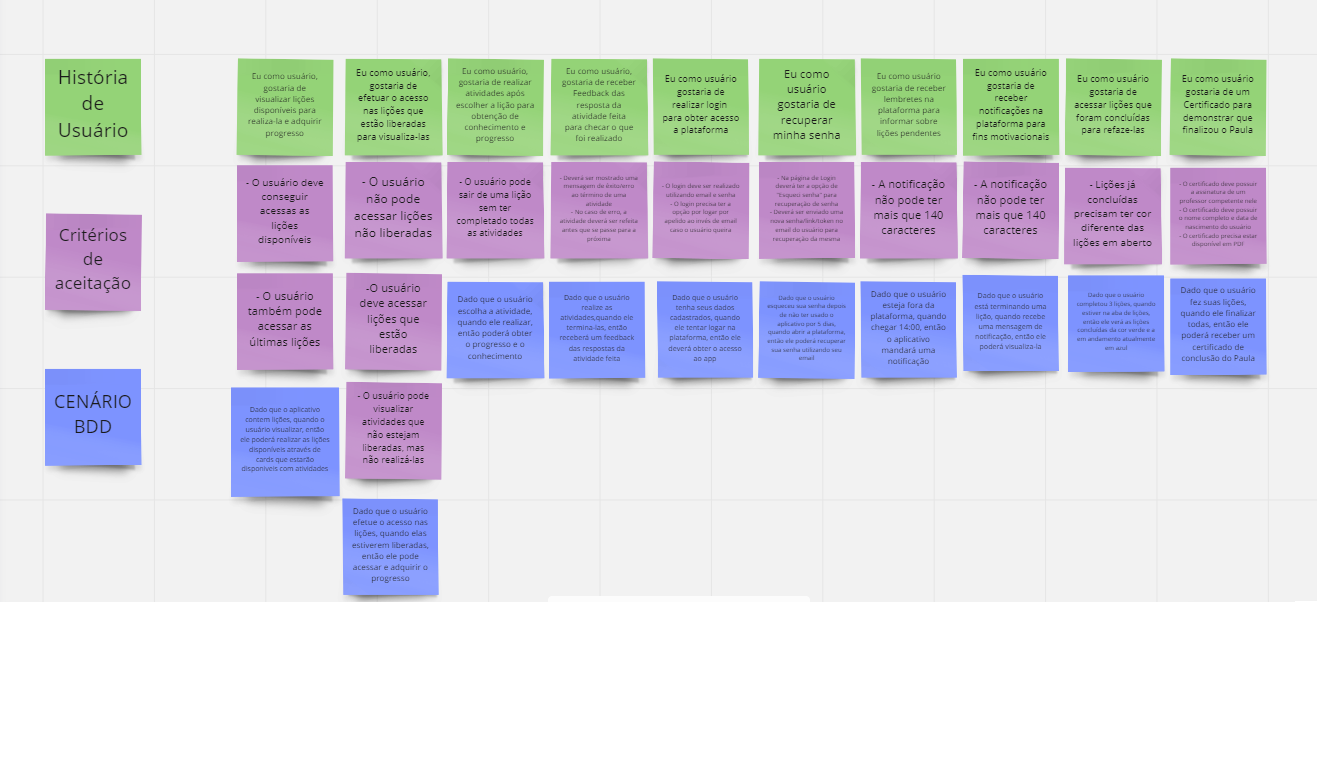 História
de
Usuário
Eu como usuário,
gostaria de
visualizar lições
disponíveis para
realiza-la e adquirir
progresso
Eu como usuário,
gostaria de
efetuar o acesso
nas lições que
estão liberadas
para visualiza-las
Eu como usuário,
gostaria de realizar
atividades após
escolher a lição para
obtenção de
conhecimento e
progresso
Eu como usuário,
gostaria de receber
Feedback das
resposta da
atividade feita
para checar o que
foi realizado
Eu como usuário
gostaria de
realizar login
para obter acesso
a plataforma
Eu como
usuário
gostaria de
recuperar
minha senha
Eu como usuário
gostaria de receber
lembretes na
plataforma para
informar sobre
lições pendentes
Eu como usuário
gostaria de
receber
notificações na
plataforma para
fins motivacionais
Eu como usuário
gostaria de
acessar lições que
foram concluídas
para refaze-las
Eu como usuário
gostaria de um
Certificado para
demonstrar que
finalizou o Paula
Critérios
de
aceitação
- O usuário deve
conseguir
acessas as
lições
disponíveis
- O usuário
não pode
acessar lições
não liberadas
- O usuário pode
sair de uma lição
sem ter
completado todas
as atividades
- Deverá ser mostrado uma
mensagem de êxito/erro
ao término de uma
atividade
- No caso de erro, a
atividade deverá ser refeita
antes que se passe para a
próxima
- O login deve ser realizado
utilizando email e senha
- O login precisa ter a
opção por logar por
apelido ao invés de email
caso o usuário queira
- Na página de Login
deverá ter a opção de
"Esqueci senha" para
recuperação de senha
- Deverá ser enviado uma
nova senha/link/token no
email do usuário para
recuperação da mesma
- A notificação
não pode ter
mais que 140
caracteres
- A notificação
não pode ter
mais que 140
caracteres
- Lições já
concluídas
precisam ter cor
diferente das
lições em aberto
- O certificado deve possuir
a assinatura de um
professor competente nele
- O certificado deve possuir
o nome completo e data de
nascimento do usuário
- O certificado precisa estar
disponível em PDF
- O usuário
também pode
acessar as
últimas lições
-O usuário
deve acessar
lições que
estão
liberadas
Dado que o usuário
escolha a atividade,
quando ele realizar,
então poderá obter
o progresso e o
conhecimento
Dado que o usuário
realize as
atividades,quando ele
termina-las, então
receberá um feedback
das respostas da
atividade feita
Dado que o usuário
tenha seus dados
cadastrados, quando
ele tentar logar na
plataforma, então ele
deverá obter o acesso
ao app
Dado que o usuário
esqueceu sua senha depois
de não ter usado o
aplicativo por 5 dias,
quando abrir a plataforma,
então ele poderá recuperar
sua senha utilizando seu
email
Dado que o usuário
esteja fora da
plataforma, quando
chegar 14:00, então
o aplicativo
mandará uma
notificação
Dado que o usuário
está terminando uma
lição, quando recebe
uma mensagem de
notificação, então ele
poderá visualiza-la
Dado que o usuário
completou 3 lições, quando
estiver na aba de lições,
então ele verá as lições
concluídas da cor verde e a
em andamento atualmente
em azul
Dado que o usuário
fez suas lições,
quando ele finalizar
todas, então ele
poderá receber um
certificado de
conclusão do Paula
CENÁRIO
BDD
Dado que o aplicativo
contem lições, quando o
usuário visualizar, então
ele poderá realizar as lições
disponíveis através de
cards que estarão
disponíveis com atividades
- O usuário pode
visualizar
atividades que
não estejam
liberadas, mas
não realizá-las
Dado que o usuário
efetue o acesso nas
lições, quando elas
estiverem liberadas,
então ele pode
acessar e adquirir o
progresso